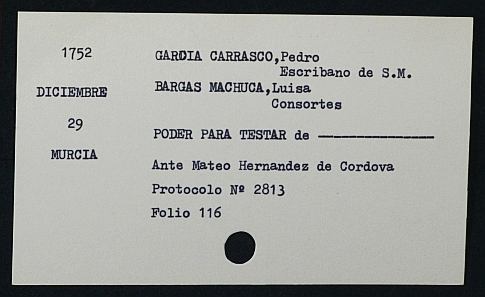 1752
DICIEMBRE
29
MURCIA
GARDIA CARRASCO,Pedro
Escribano de S.M.
BARGAS MACHUCA,Luisa
Consortes
PODER PARA TESTAR de ———————————
Ante Mateo Hernandez de Cordova
Protocolo Nº 2813
Folio 116